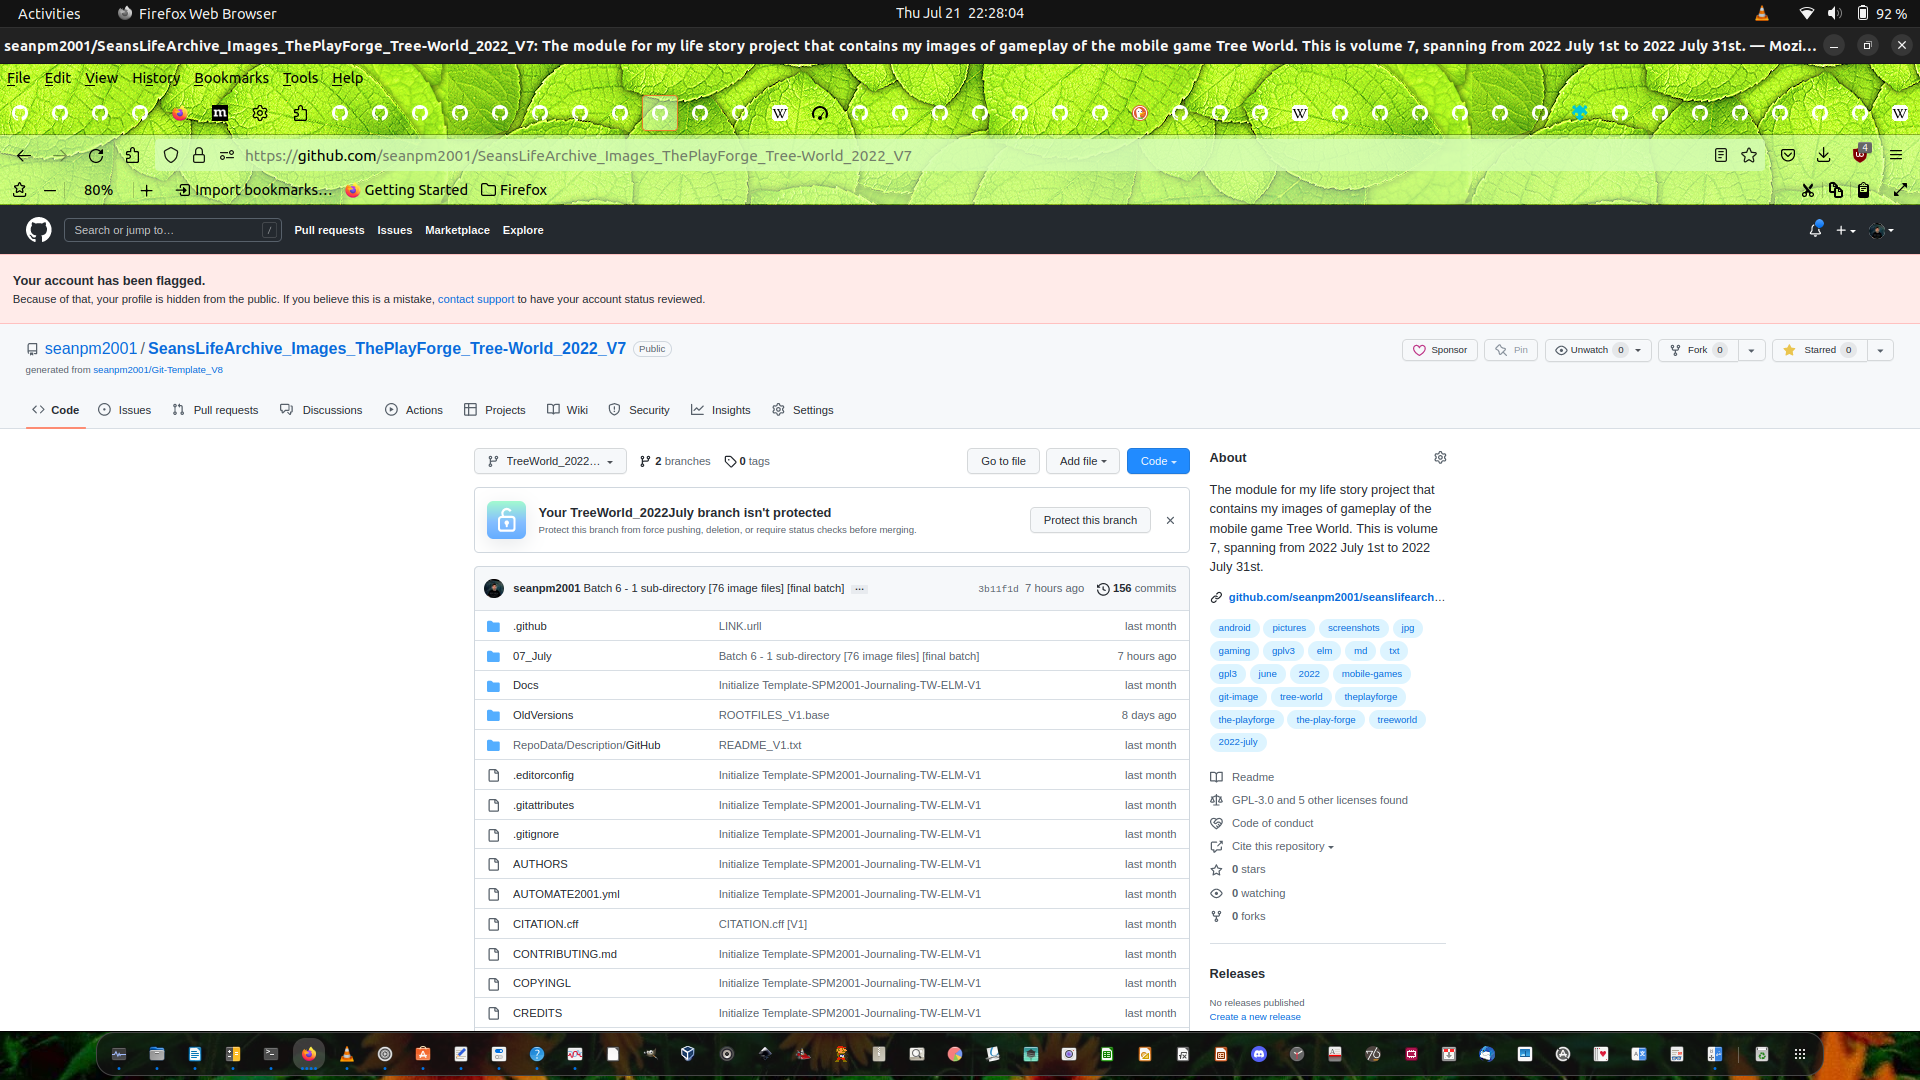 Activities
Firefox Web Browser
Thu Jul 21 22:28:04
92 %
seanpm2001/SeansLifeArchive_Images_ThePlayForge_Tree-World_2022_V7: The module for my life story project that contains my images of gameplay of the mobile game Tree World. This is volume 7, spanning from 2022 July 1st to 2022 July 31st. — Mozi…
File Edit View History Bookmarks Tools Help
https://github.com/seanpm2001/SeansLifeArchive_Images_ThePlayForge_Tree-World_2022_V7
4
80%
Import bookmarks…
Getting Started
Firefox
Search or jump to…
/
Pull requests Issues Marketplace Explore
Your account has been flagged.
Because of that, your profile is hidden from the public. If you believe this is a mistake, contact support to have your account status reviewed.
seanpm2001 / SeansLifeArchive_Images_ThePlayForge_Tree-World_2022_V7 Public
Sponsor
Pin
Unwatch 0
Fork 0
Starred 0
generated from seanpm2001/Git-Template_V8
Code Issues Pull requests Discussions Actions Projects Wiki Security Insights Settings
TreeWorld_2022…
2 branches
0 tags
Go to file
Add file
Code
Your TreeWorld_2022July branch isn't protected
Protect this branch from force pushing, deletion, or require status checks before merging.
Protect this branch
seanpm2001 Batch 6 - 1 sub-directory [76 image files] [final batch] …
3b11f1d 7 hours ago
156 commits
.github LINK.urll last month
07_July Batch 6 - 1 sub-directory [76 image files] [final batch] 7 hours ago
Docs Initialize Template-SPM2001-Journaling-TW-ELM-V1 last month
OldVersions ROOTFILES_V1.base 8 days ago
RepoData/Description/GitHub README_V1.txt last month
.editorconfig Initialize Template-SPM2001-Journaling-TW-ELM-V1 last month
.gitattributes Initialize Template-SPM2001-Journaling-TW-ELM-V1 last month
.gitignore Initialize Template-SPM2001-Journaling-TW-ELM-V1 last month
AUTHORS Initialize Template-SPM2001-Journaling-TW-ELM-V1 last month
AUTOMATE2001.yml Initialize Template-SPM2001-Journaling-TW-ELM-V1 last month
CITATION.cff CITATION.cff [V1] last month
CONTRIBUTING.md Initialize Template-SPM2001-Journaling-TW-ELM-V1 last month
COPYINGL Initialize Template-SPM2001-Journaling-TW-ELM-V1 last month
CREDITS Initialize Template-SPM2001-Journaling-TW-ELM-V1 last month
About
The module for my life story project that
contains my images of gameplay of the
mobile game Tree World. This is volume
7, spanning from 2022 July 1st to 2022
July 31st.
github.com/seanpm2001/seanslifearch…
android pictures screenshots jpg
gaming gplv3 elm md txt
gpl3 june 2022 mobile-games
git-image tree-world theplayforge
the-playforge the-play-forge treeworld
2022-july
Readme
GPL-3.0 and 5 other licenses found
Code of conduct
Cite this repository
0 stars
0 watching
0 forks
Releases
No releases published
Create a new release